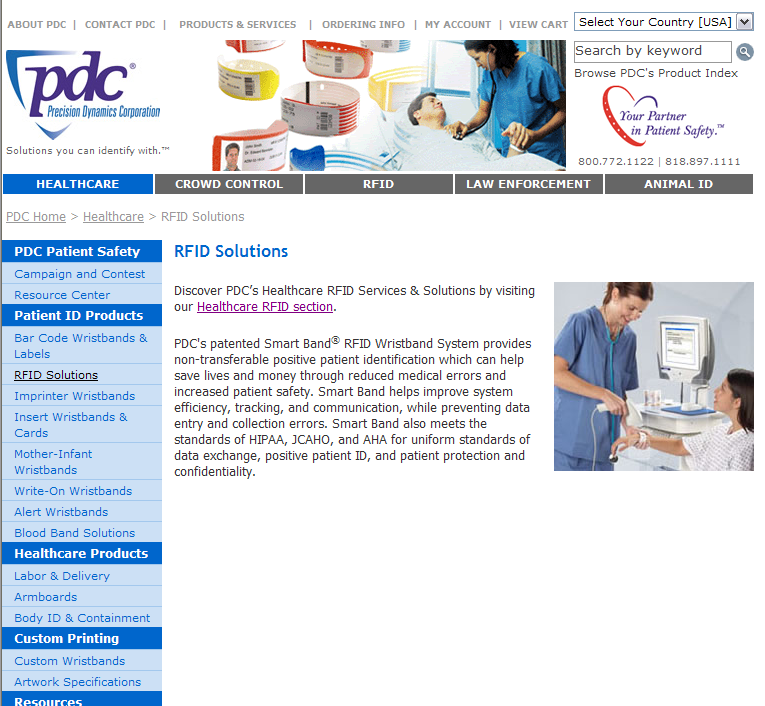 ABOUT PDC | CONTACT PDC | PRODUCTS & SERVICES | ORDERING INFO | MY ACCOUNT | VIEW CART
Select Your Country [USA]
Search by keyword
Browse PDC's Product Index
pdc®
Precision Dynamics Corporation
Solutions you can identify with.™
Your Partner
in Patient Safety.™
800.772.1122 | 818.897.1111
HEALTHCARE CROWD CONTROL RFID LAW ENFORCEMENT ANIMAL ID
PDC Home > Healthcare > RFID Solutions
PDC Patient Safety
Campaign and Contest
Resource Center
Patient ID Products
Bar Code Wristbands &
Labels
RFID Solutions
Imprinter Wristbands
Insert Wristbands &
Cards
Mother-Infant
Wristbands
Write-On Wristbands
Alert Wristbands
Blood Band Solutions
Healthcare Products
Labor & Delivery
Armboards
Body ID & Containment
Custom Printing
Custom Wristbands
Artwork Specifications
Resources
RFID Solutions
Discover PDC's Healthcare RFID Services & Solutions by visiting
our Healthcare RFID section.
PDC's patented Smart Band® RFID Wristband System provides
non-transferable positive patient identification which can help
save lives and money through reduced medical errors and
increased patient safety. Smart Band helps improve system
efficiency, tracking, and communication, while preventing data
entry and collection errors. Smart Band also meets the
standards of HIPAA, JCAHO, and AHA for uniform standards of
data exchange, positive patient ID, and patient protection and
confidentiality.